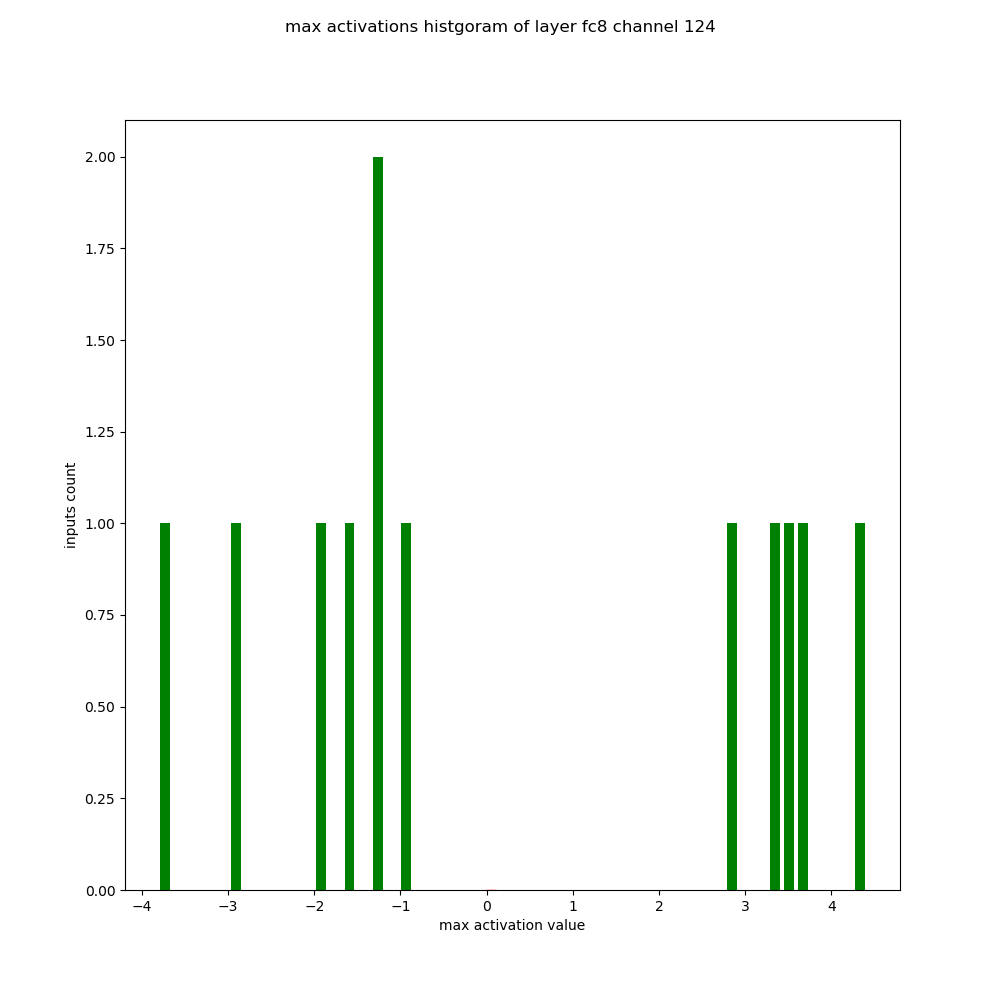 max activations histgoram of layer fc8 channel 124
2.00
1.75
1.50
1.25
1.00
0.75
0.50
0.25
0.00
inputs count
−4 −3 −2 −1 0 1 2 3 4
max activation value